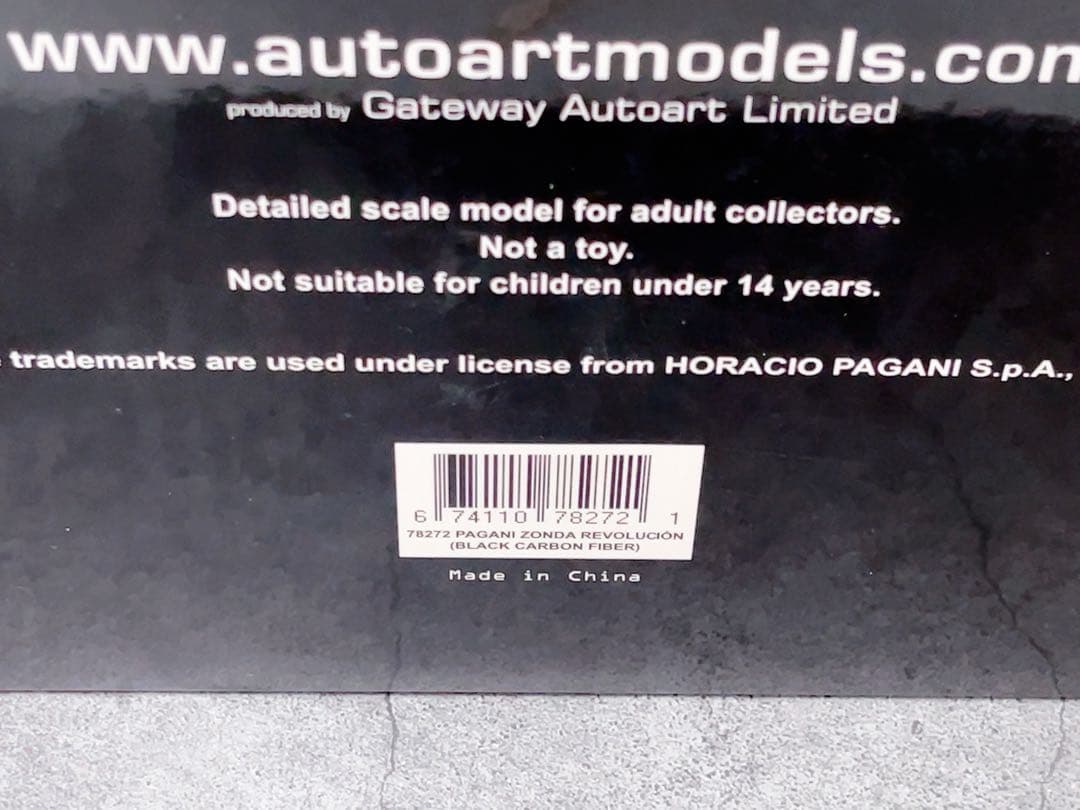 www.autoartmodels.com
produced by Gateway Autoart Limited
Detailed scale model for adult collectors.
Not a toy.
Not suitable for children under 14 years.
trademarks are used under license from HORACIO PAGANI S.p.A.,
6 74110 78272 1
78272 PAGANI ZONDA REVOLUCIÓN
(BLACK CARBON FIBER)
Made in China